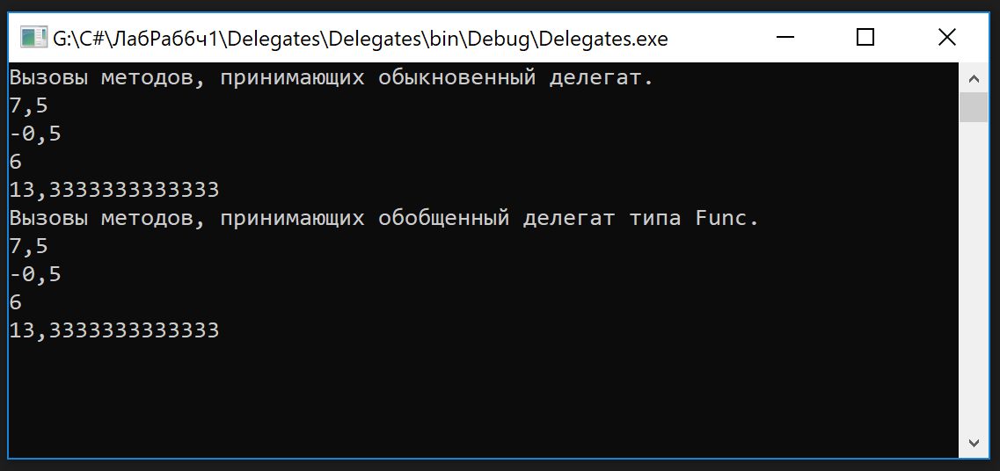 G:\C#\ЛабРабб6ч1\Delegates\Delegates\bin\Debug\Delegates.exe
Вызовы методов, принимающих обыкновенный делегат.
7,5
-0,5
6
13,3333333333333
Вызовы методов, принимающих обобщенный делегат типа Func.
7,5
-0,5
6
13,3333333333333